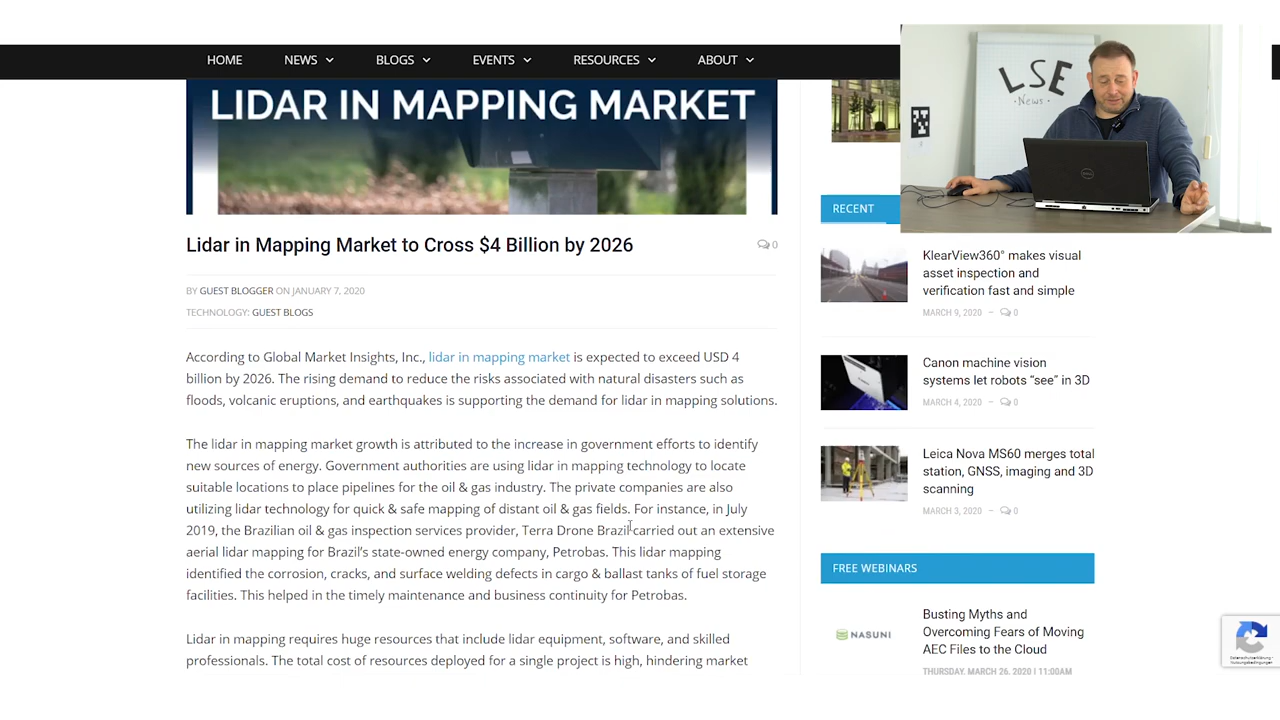 HOME
NEWS
BLOGS
EVENTS
RESOURCES
ABOUT
LSE
News
LIDAR IN MAPPING MARKET
Lidar in Mapping Market to Cross $4 Billion by 2026
0
BY GUEST BLOGGER ON JANUARY 7, 2020
TECHNOLOGY: GUEST BLOGS
According to Global Market Insights, Inc., lidar in mapping market is expected to exceed USD 4
billion by 2026. The rising demand to reduce the risks associated with natural disasters such as
floods, volcanic eruptions, and earthquakes is supporting the demand for lidar in mapping solutions.
The lidar in mapping market growth is attributed to the increase in government efforts to identify
new sources of energy. Government authorities are using lidar in mapping technology to locate
suitable locations to place pipelines for the oil & gas industry. The private companies are also
utilizing lidar technology for quick & safe mapping of distant oil & gas fields. For instance, in July
2019, the Brazilian oil & gas inspection services provider, Terra Drone Brazil carried out an extensive
aerial lidar mapping for Brazil's state-owned energy company, Petrobas. This lidar mapping
identified the corrosion, cracks, and surface welding defects in cargo & ballast tanks of fuel storage
facilities. This helped in the timely maintenance and business continuity for Petrobas.
Lidar in mapping requires huge resources that include lidar equipment, software, and skilled
professionals. The total cost of resources deployed for a single project is high, hindering market
RECENT
KlearView360° makes visual
asset inspection and
verification fast and simple
MARCH 9, 2020 – 0
Canon machine vision
systems let robots “see” in 3D
MARCH 4, 2020 – 0
Leica Nova MS60 merges total
station, GNSS, imaging and 3D
scanning
MARCH 3, 2020 – 0
FREE WEBINARS
NASUNI
Busting Myths and
Overcoming Fears of Moving
AEC Files to the Cloud
THURSDAY, MARCH 26, 2020 | 11:00AM
Datenschutzerklärung -
Nutzungsbedingungen